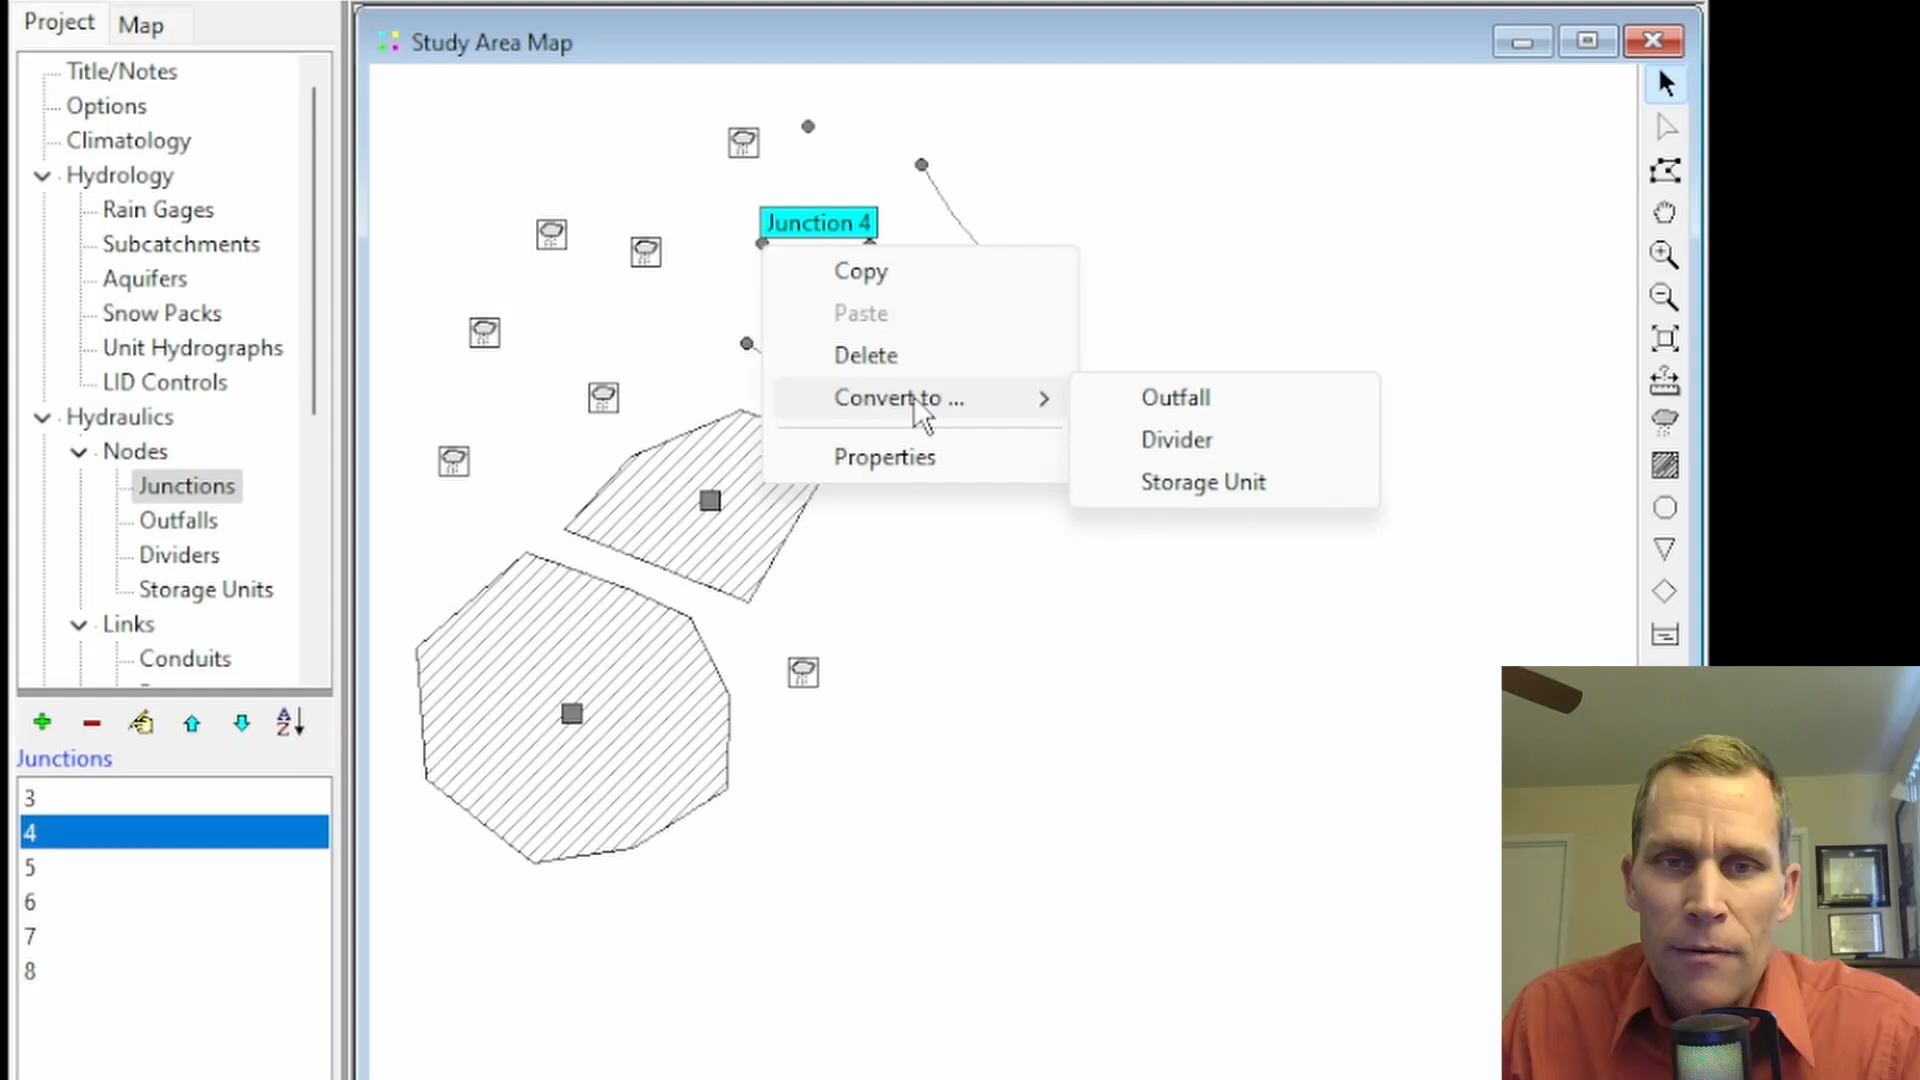 Project
Map
Title/Notes
Options
Climatology
Hydrology
Rain Gages
Subcatchments
Aquifers
Snow Packs
Unit Hydrographs
LID Controls
Hydraulics
Nodes
Junctions
Outfalls
Dividers
Storage Units
Links
Conduits
Junctions
3
4
5
6
7
8
Study Area Map
Junction 4
Copy
Paste
Delete
Convert to ...
Properties
Outfall
Divider
Storage Unit